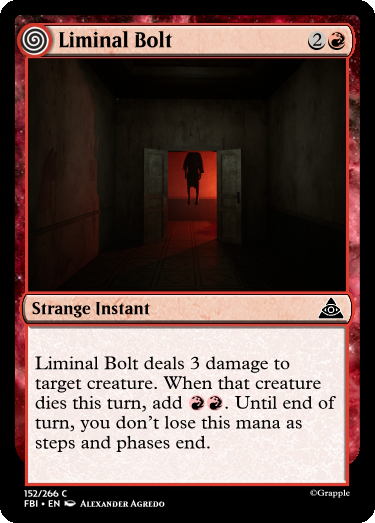 Liminal Bolt 2
Strange Instant
Liminal Bolt deals 3 damage to
target creature. When that creature
dies this turn, add . Until end of
turn, you don't lose this mana as
steps and phases end.
152/266 C ©Grapple
FBI • EN Alexander Agredo